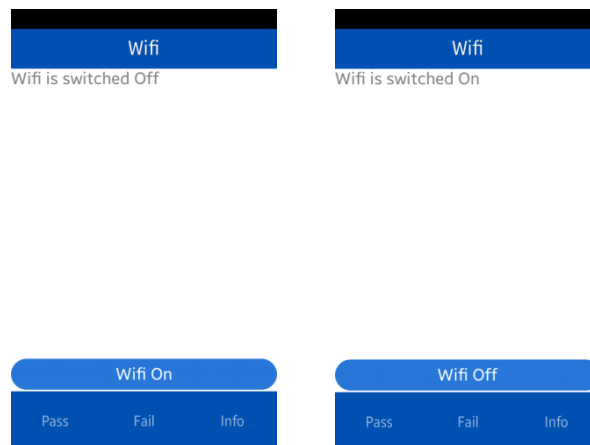 Wifi
Wifi is switched Off
Wifi On
Pass Fail Info
Wifi
Wifi is switched On
Wifi Off
Pass Fail Info